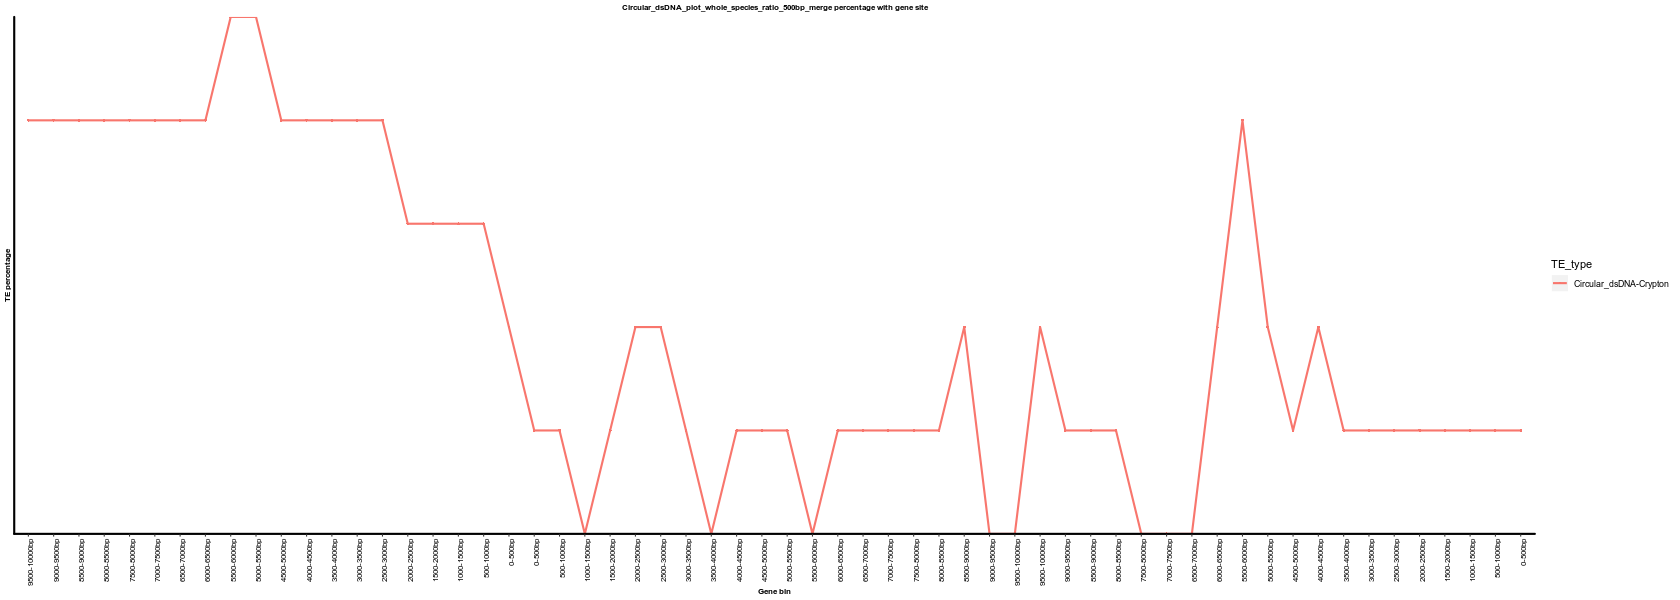 Circular_dsDNA_plot_whole_species_ratio_500bp_merge percentage with gene site
TE percentage
TE_type
Circular_dsDNA-Crypton
9500-10000bp
9000-9500bp
8500-9000bp
8000-8500bp
7500-8000bp
7000-7500bp
6500-7000bp
6000-6500bp
5500-6000bp
5000-5500bp
4500-5000bp
4000-4500bp
3500-4000bp
3000-3500bp
2500-3000bp
2000-2500bp
1500-2000bp
1000-1500bp
500-1000bp
0-500bp
0-500bp
500-1000bp
1000-1500bp
1500-2000bp
2000-2500bp
2500-3000bp
3000-3500bp
3500-4000bp
4000-4500bp
4500-5000bp
5000-5500bp
5500-6000bp
6000-6500bp
6500-7000bp
7000-7500bp
7500-8000bp
8000-8500bp
8500-9000bp
9000-9500bp
9500-10000bp
9500-10000bp
9000-9500bp
8500-9000bp
8000-8500bp
7500-8000bp
7000-7500bp
6500-7000bp
6000-6500bp
5500-6000bp
5000-5500bp
4500-5000bp
4000-4500bp
3500-4000bp
3000-3500bp
2500-3000bp
2000-2500bp
1500-2000bp
1000-1500bp
500-1000bp
0-500bp
Gene bin